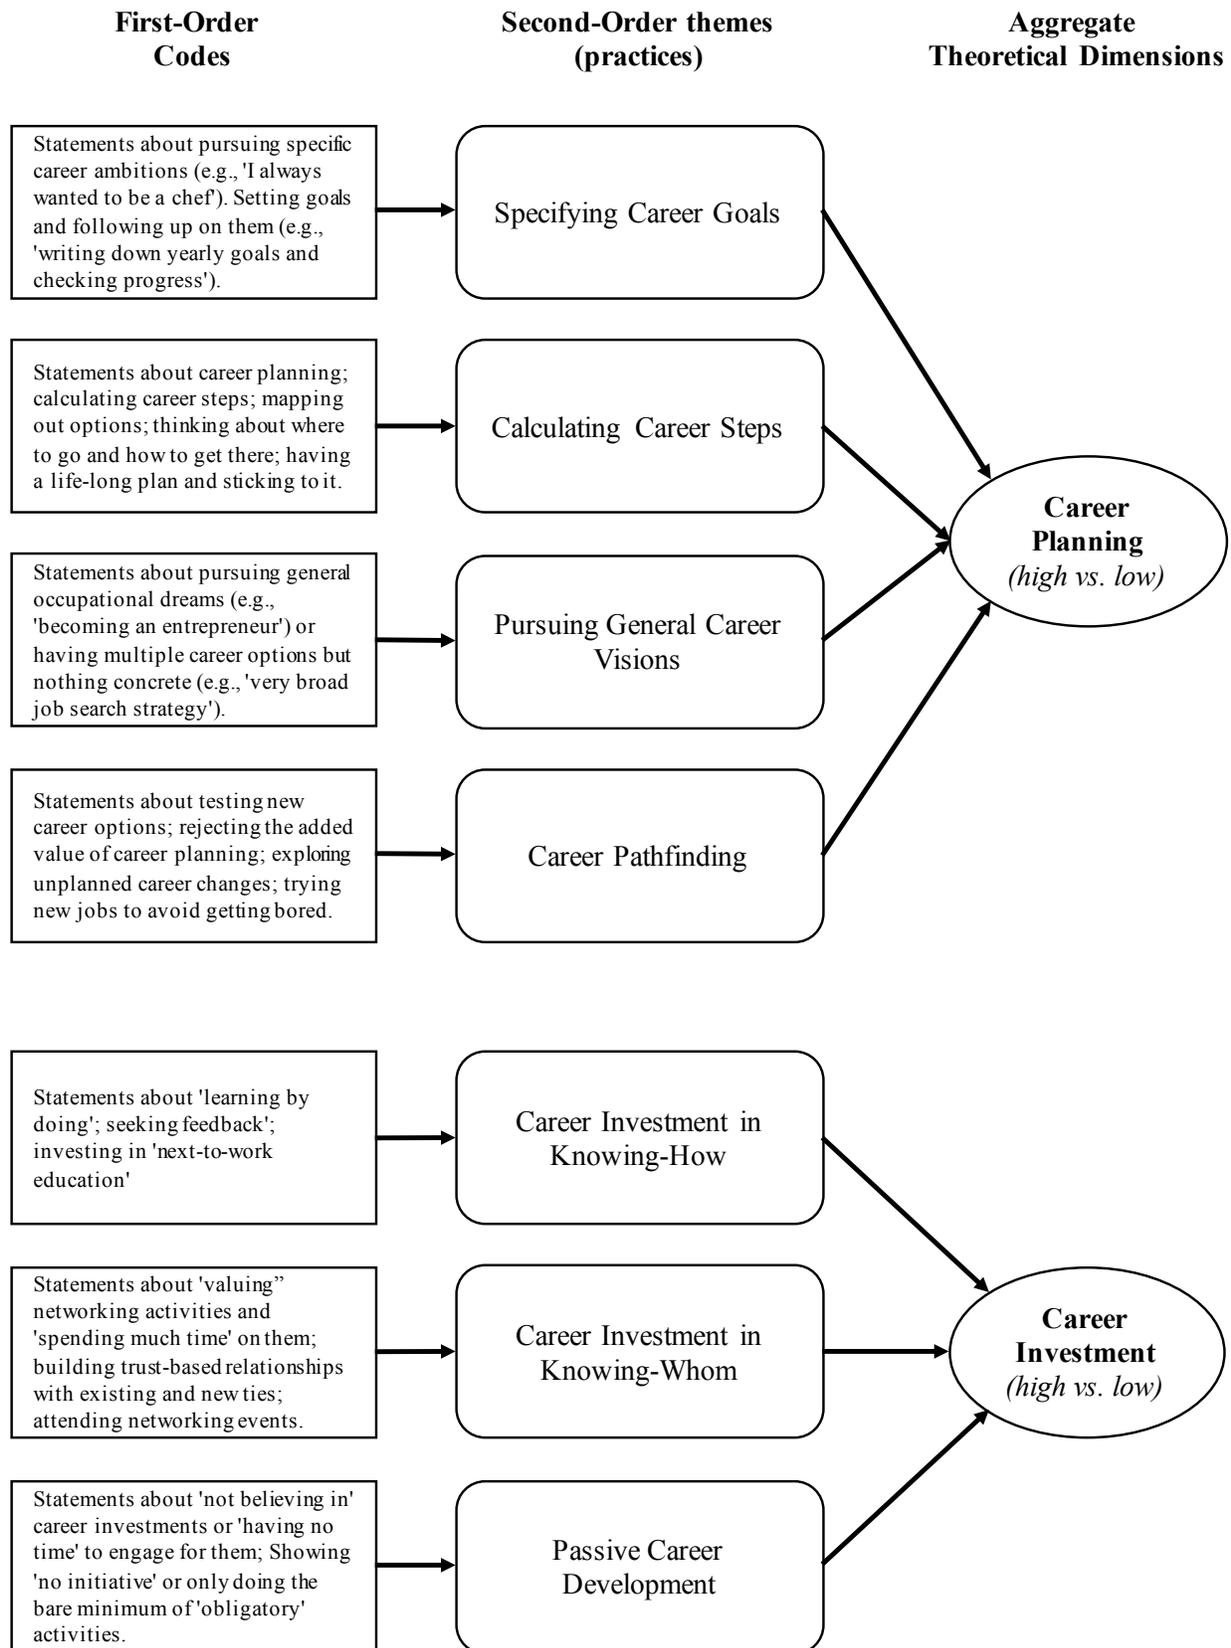 First-Order
Codes
Second-Order themes
(practices)
Aggregate
Theoretical Dimensions
Statements about pursuing specific
career ambitions (e.g., 'I always
wanted to be a chef'). Setting goals
and following up on them (e.g.,
'writing down yearly goals and
checking progress').
Specifying Career Goals
Statements about career planning;
calculating career steps; mapping
out options; thinking about where
to go and how to get there; having
a life-long plan and sticking to it.
Calculating Career Steps
Career
Planning
(high vs. low)
Statements about pursuing general
occupational dreams (e.g.,
'becoming an entrepreneur') or
having multiple career options but
nothing concrete (e.g., 'very broad
job search strategy').
Pursuing General Career
Visions
Statements about testing new
career options; rejecting the added
value of career planning; exploring
unplanned career changes; trying
new jobs to avoid getting bored.
Career Pathfinding
Statements about 'learning by
doing'; seeking feedback';
investing in 'next-to-work
education'
Career Investment in
Knowing-How
Statements about 'valuing”
networking activities and
'spending much time' on them;
building trust-based relationships
with existing and new ties;
attending networking events.
Career Investment in
Knowing-Whom
Career
Investment
(high vs. low)
Statements about 'not believing in'
career investments or 'having no
time' to engage for them; Showing
'no initiative' or only doing the
bare minimum of 'obligatory'
activities.
Passive Career
Development